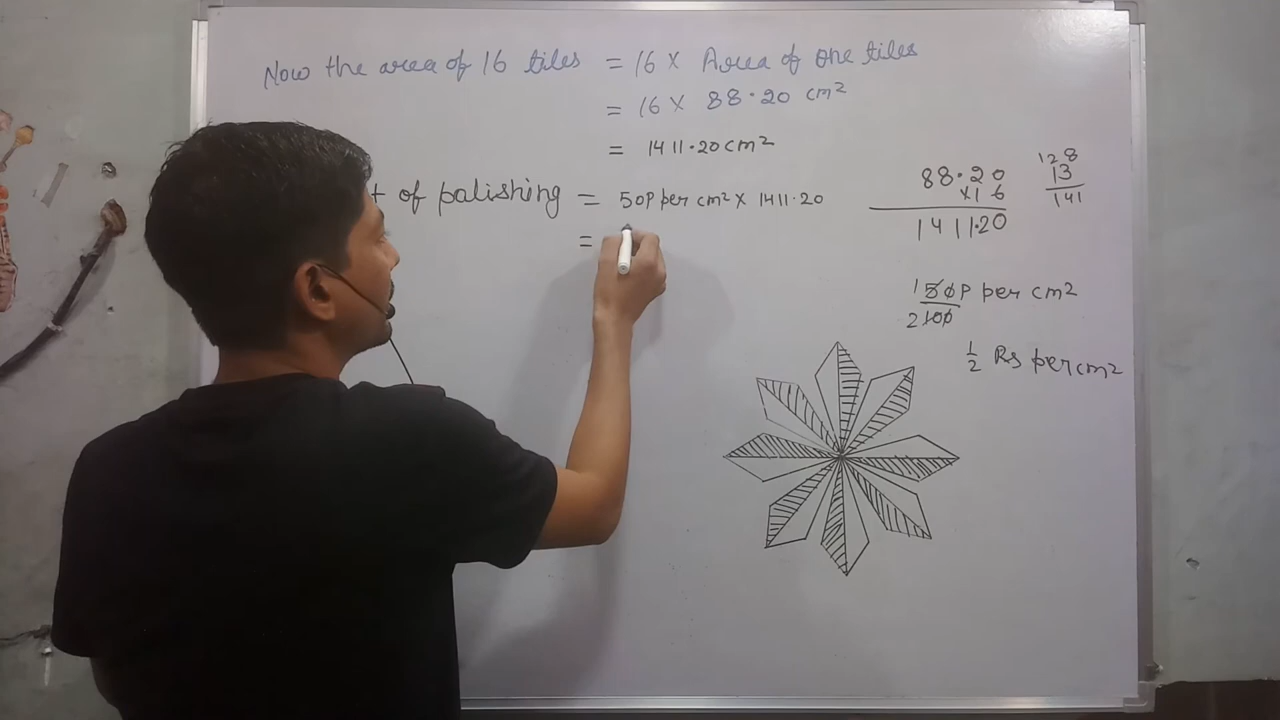 Now the area of 16 tiles = 16 × Area of one tiles
= 16 × 88.20 cm²
= 1411.20 cm²
t of palishing = 50P per cm² × 1411.20
=
88.20
×16
1411.20
128
13
141
1 50P per cm²
2 100
1/2 Rs per cm²